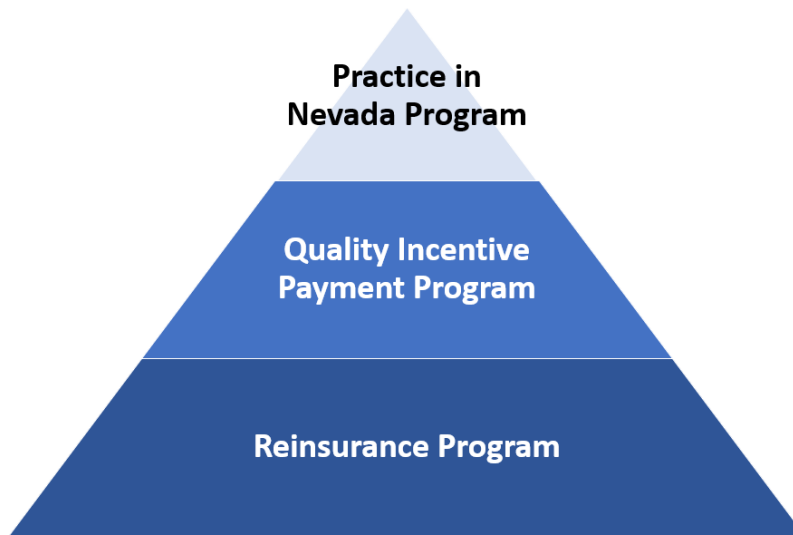 Practice in
Nevada Program
Quality Incentive
Payment Program
Reinsurance Program